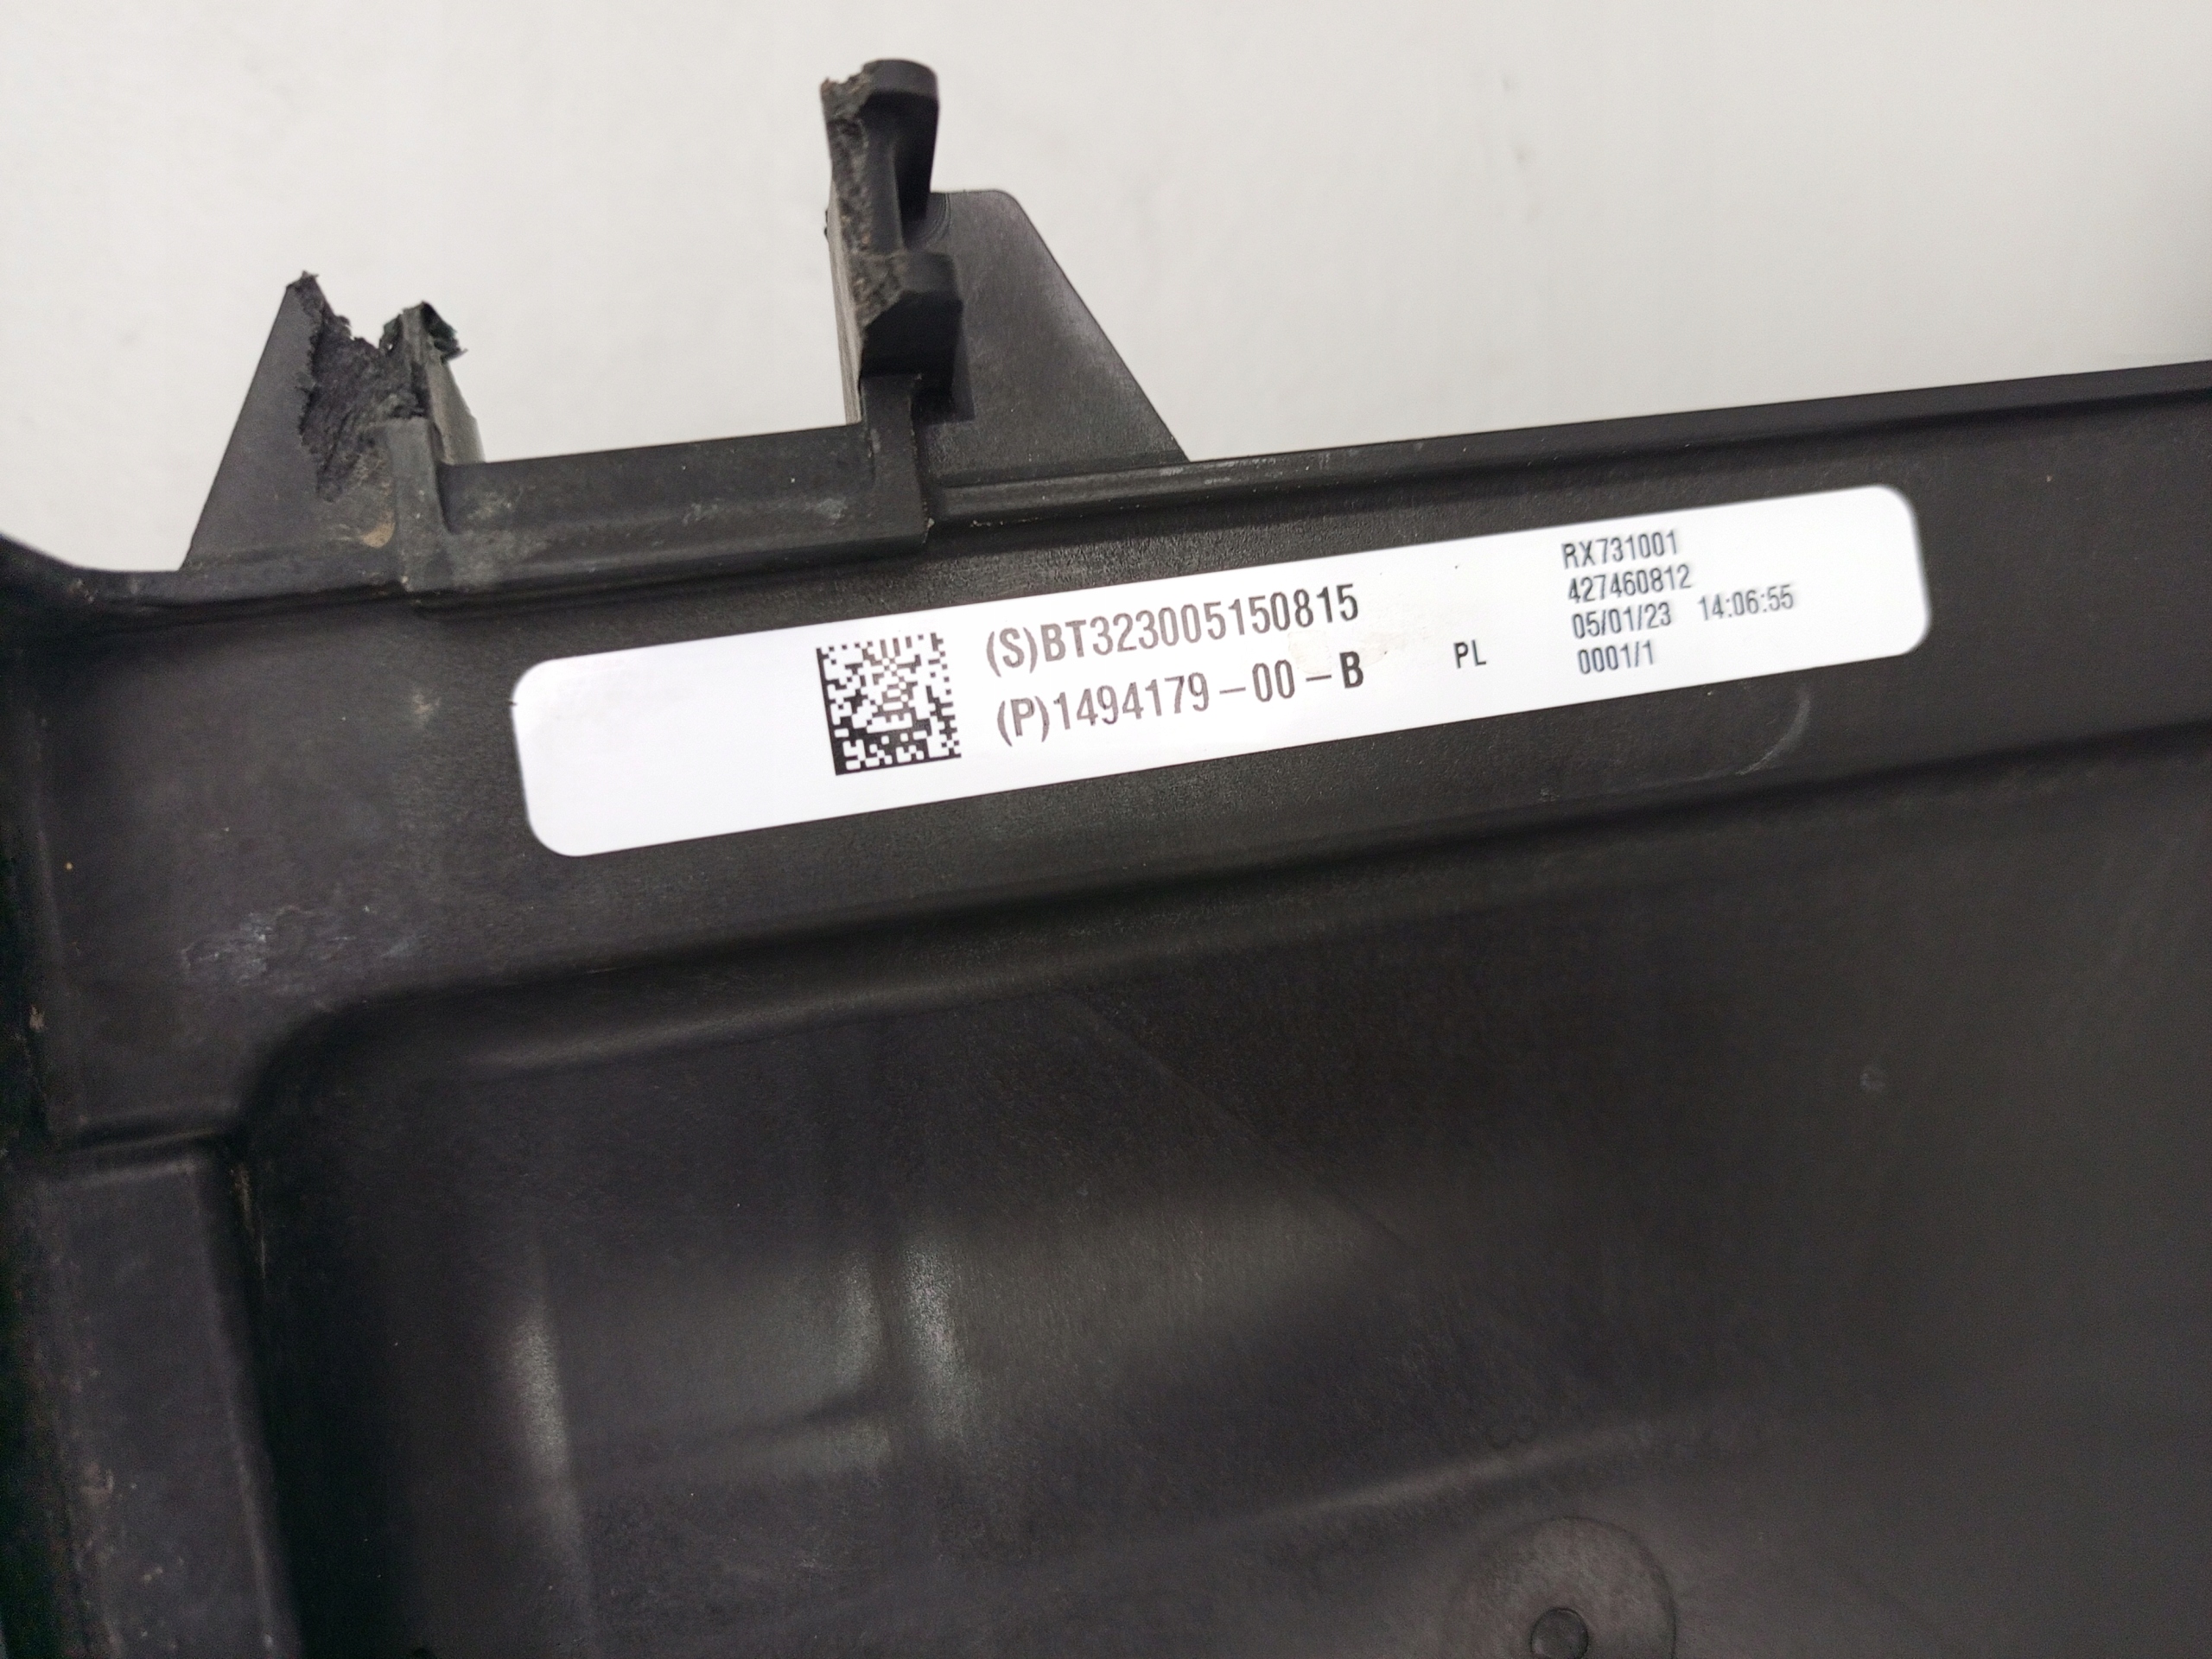 (S)BT323005150815
(P)1494179-00-B
PL
RX731001
427460812
05/01/23 14:06:55
0001/1